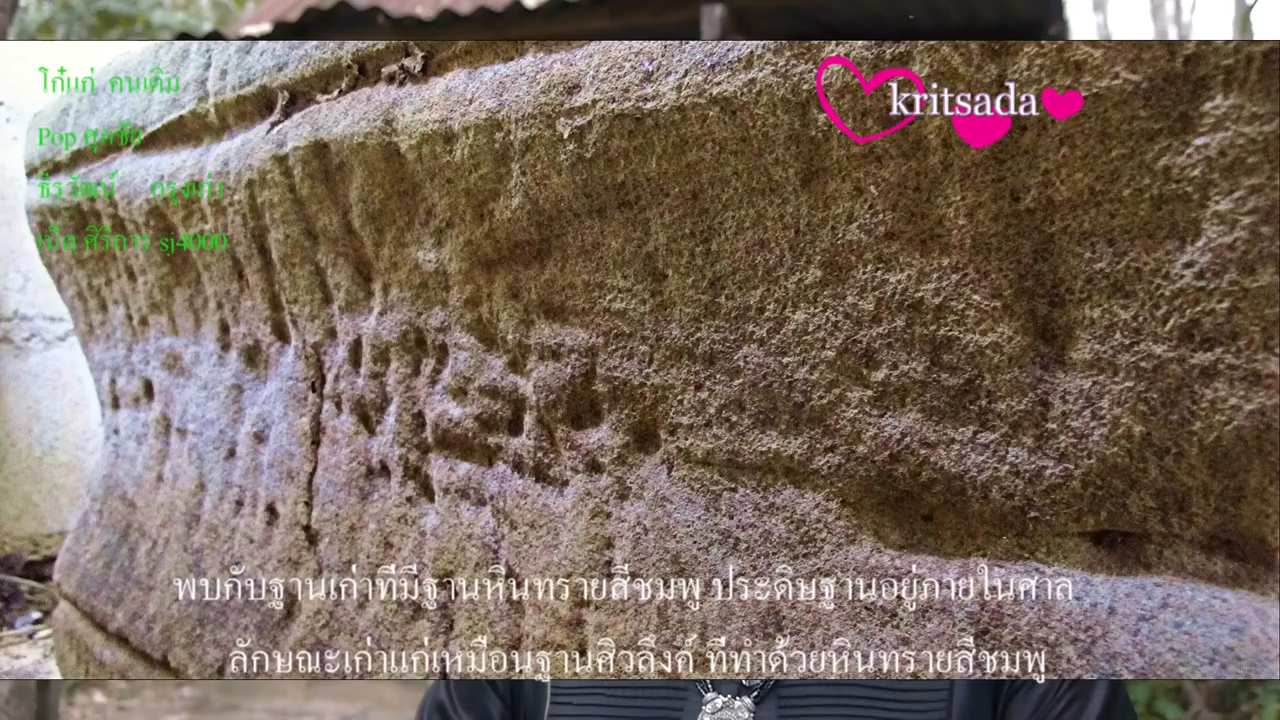 โก๋แก่ คนเดิม
kritsada
Pop ศุภชัย
ธีรวัฒน์ กรุงเก่า
เป็ด ศิริการ sj4000
พบกับฐานเก่าที่มีฐานหินทรายสีชมพู ประดิษฐานอยู่ภายในศาล
ลักษณะเก่าแก่เหมือนฐานศิวลึงค์ ที่ทำด้วยหินทรายสีชมพู